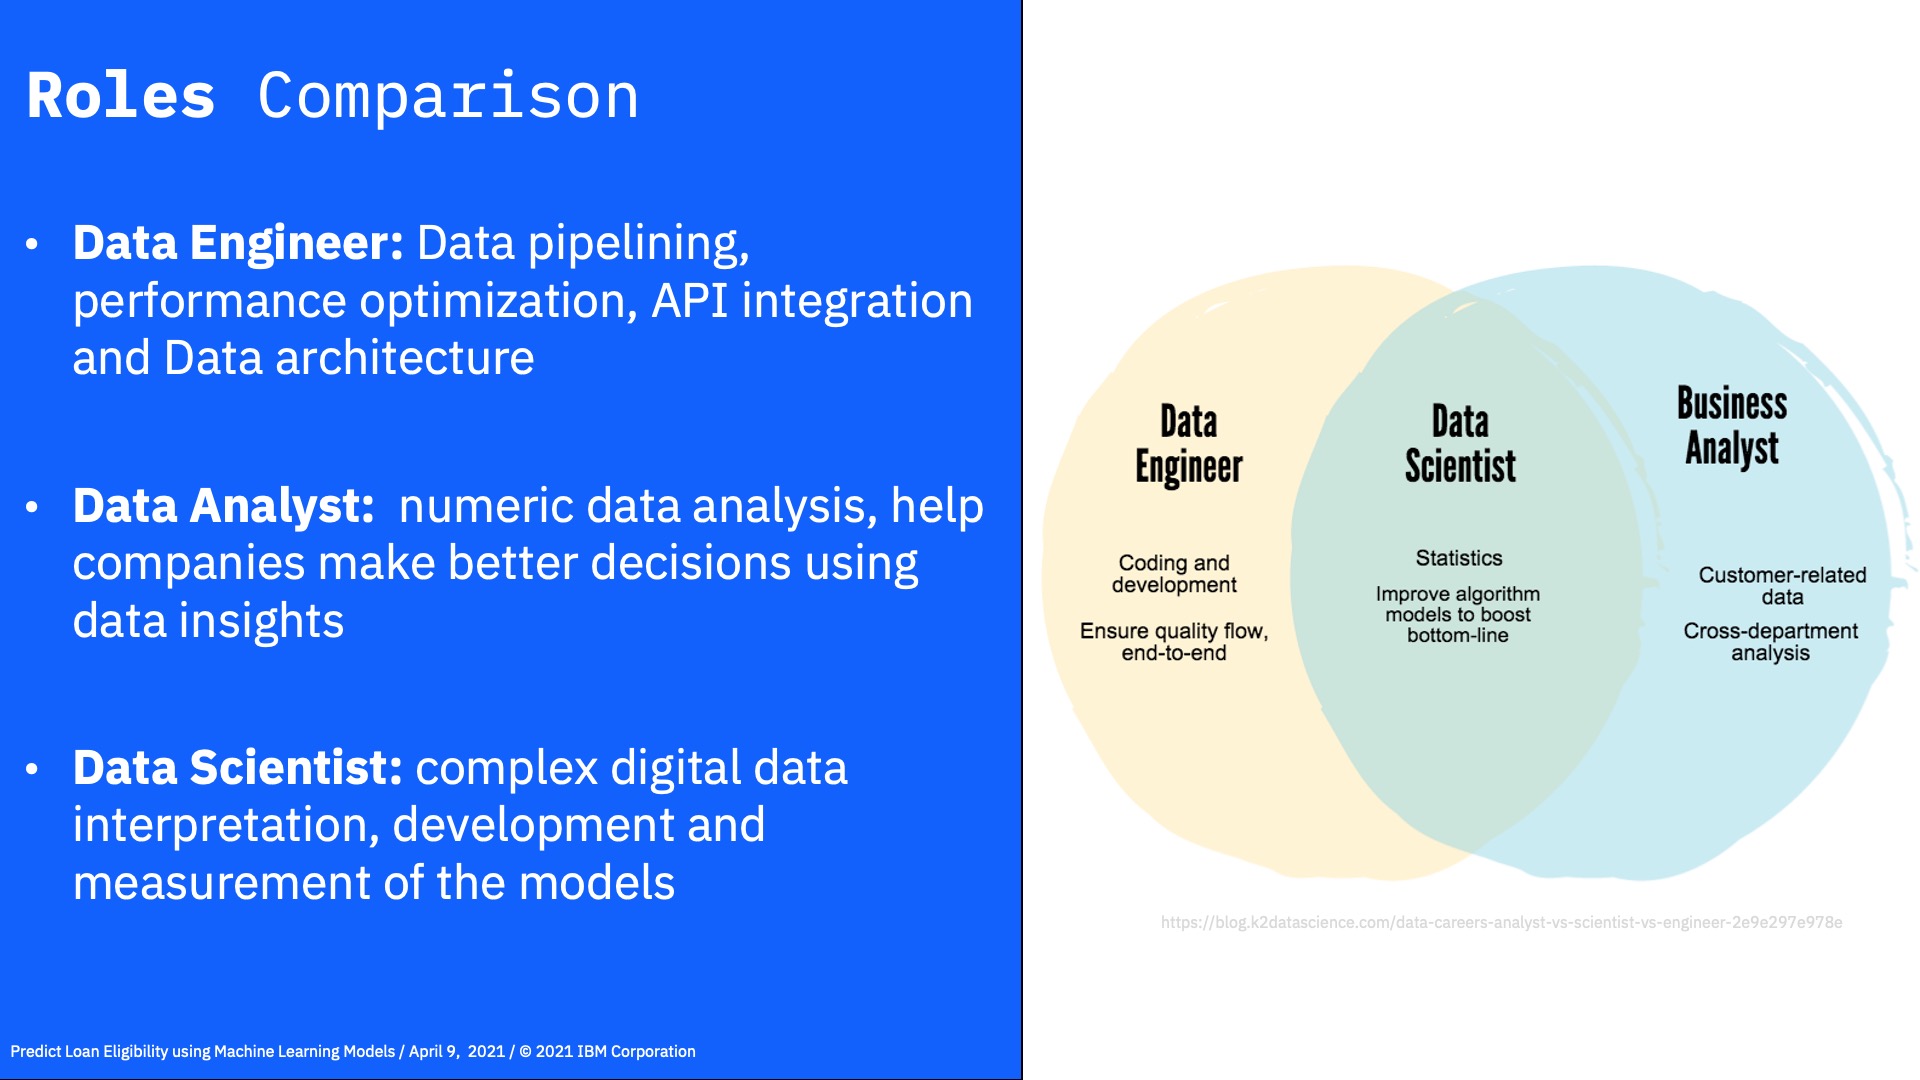 Roles Comparison
• Data Engineer: Data pipelining,
performance optimization, API integration
and Data architecture
• Data Analyst:  numeric data analysis, help
companies make better decisions using
data insights
• Data Scientist: complex digital data
interpretation, development and
measurement of the models
Predict Loan Eligibility using Machine Learning Models / April 9,  2021 / © 2021 IBM Corporation
Data
Engineer
Coding and
development
Ensure quality flow,
end-to-end
Data
Scientist
Statistics
Improve algorithm
models to boost
bottom-line
Business
Analyst
Customer-related
data
Cross-department
analysis
https://blog.k2datascience.com/data-careers-analyst-vs-scientist-vs-engineer-2e9e297e978e